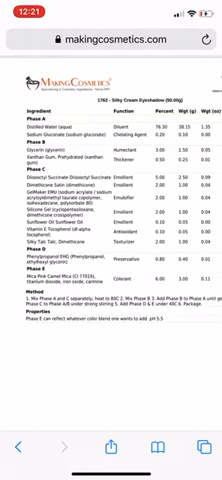 12:21
makingcosmetics.com
MAKINGCOSMETICS
Specializing in Cosmetic Ingredients, Since 1997
1762 - Silky Cream Eyeshadow (50.00g)
Ingredient Function Percent Wgt (g) Wgt (oz)
Phase A
Distilled Water (aqua) Diluent 76.30 38.15 1.35
Sodium Gluconate (sodium gluconate) Chelating Agent 0.20 0.10 0.00
Phase B
Glycerin (glycerin) Humectant 3.00 1.50 0.05
Xanthan Gum, Prehydrated (xanthan gum) Thickener 0.50 0.25 0.01
Phase C
Diisooctyl Succinate Diisooctyl Succinate Emollient 5.00 2.50 0.09
Dimethicone Satin (dimethicone) Emollient 2.00 1.00 0.04
GelMaker EMU (sodium acrylate / sodium
acryloyldimethyl taurate copolymer,
isohexadecane, polysorbate 80) Emulsifier 2.00 1.00 0.04
Silicone Gel (cyclopentasiloxane,
dimethicone crosspolymer) Emollient 2.00 1.00 0.04
Sunflower Oil Sunflower Oil Emollient 0.10 0.05 0.00
Vitamin E Tocopherol (dl-alpha
tocopherol) Antioxidant 0.10 0.05 0.00
Silky Talc Talc, Dimethicone Texturizer 2.00 1.00 0.04
Phase D
Phenylpropanol EHG (Phenylpropanol,
ethylhexyl glycerin) Preservative 0.80 0.40 0.01
Phase E
Mica Pink Camel Mica (CI 77019),
titanium dioxide, iron oxide, carmine Colorant 6.00 3.00 0.11
Method
1. Mix Phase A and C separately; heat to 80C 2. Mix Phase B 3. Add Phase B to Phase A until
Phase C to Phase A/B under strong stirring 5. Add Phase D & E under 40C 6. Package.
Properties
Phase E can reflect whatever color blend one wants to add. pH 5.5